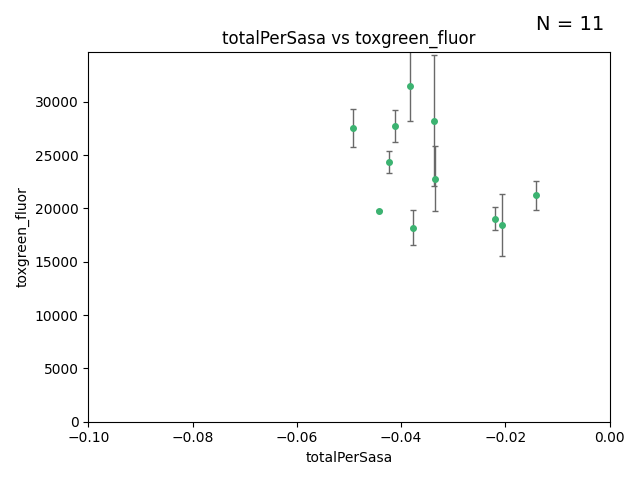 N = 11
totalPerSasa vs toxgreen_fluor
30000
25000
20000
15000
10000
5000
0
toxgreen_fluor
−0.10 −0.08 −0.06 −0.04 −0.02 0.00
totalPerSasa